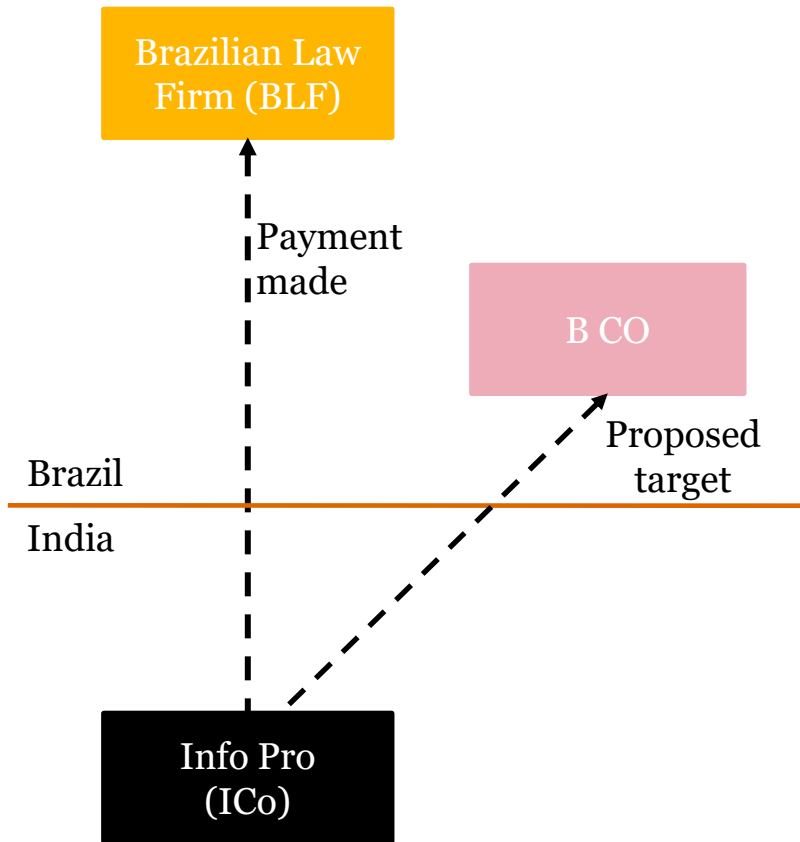 Brazilian Law
Firm (BLF)
Payment
made
B CO
Proposed
target
Brazil
India
Info Pro
(ICo)